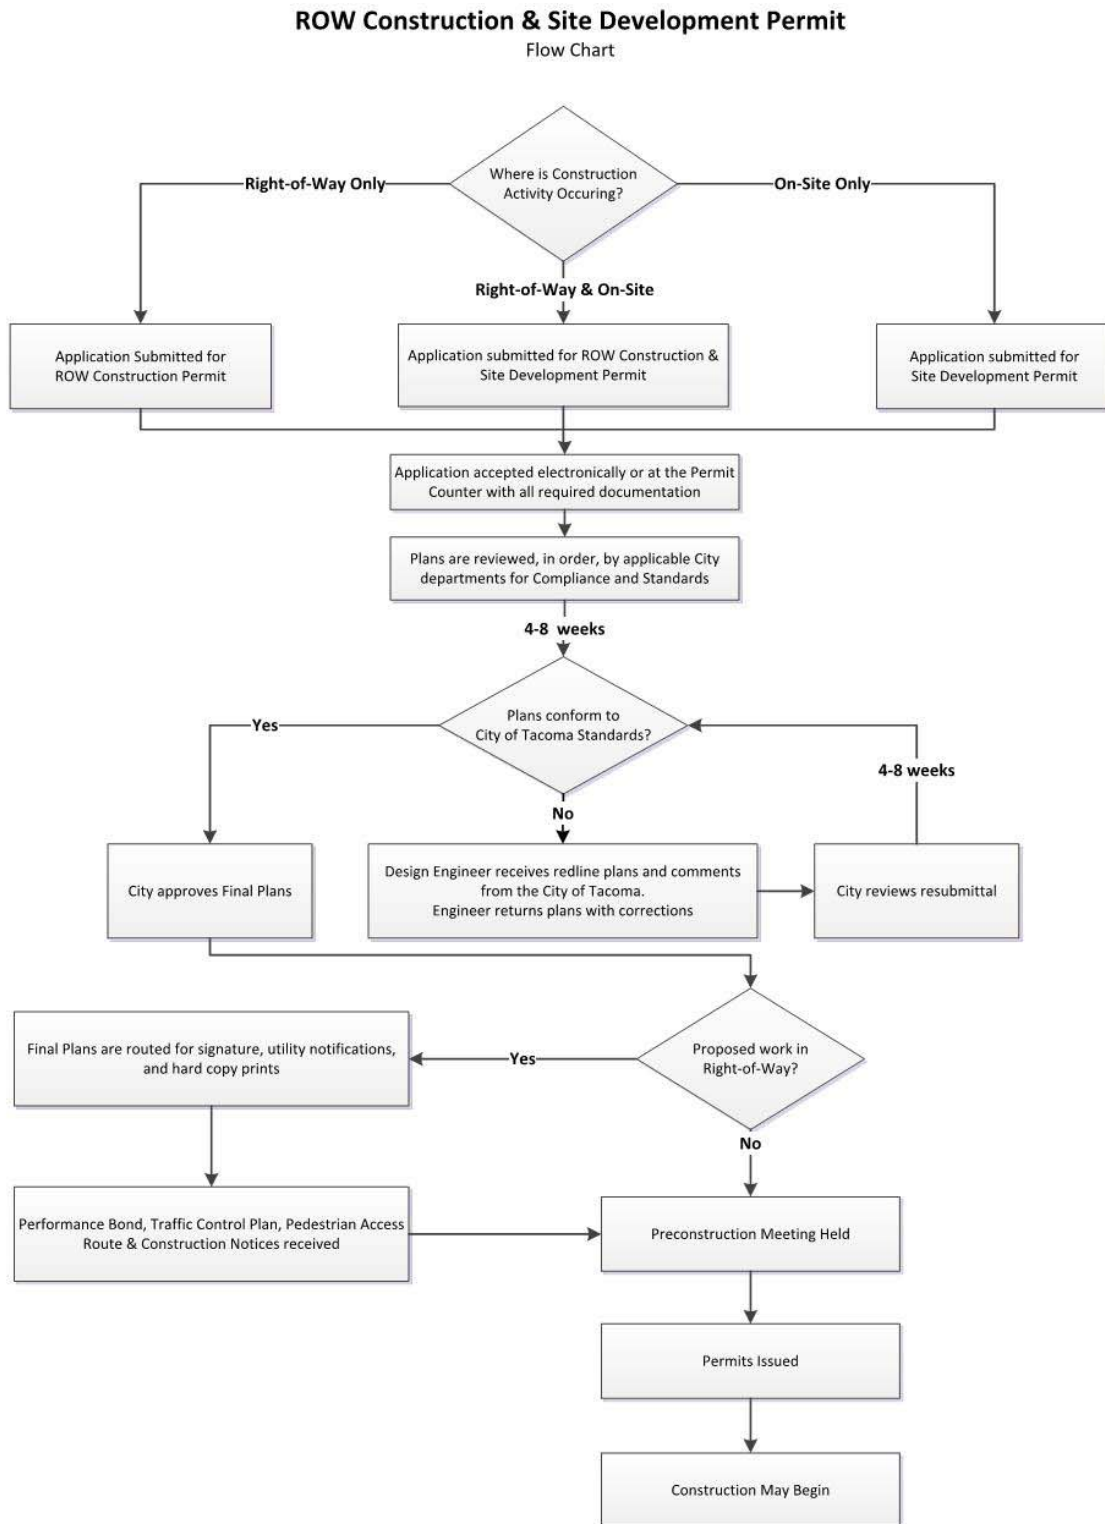 ROW Construction & Site Development Permit
Flow Chart
Where is Construction
Activity Occuring?
Right-of-Way Only
On-Site Only
Right-of-Way & On-Site
Application Submitted for
ROW Construction Permit
Application submitted for ROW Construction &
Site Development Permit
Application submitted for
Site Development Permit
Application accepted electronically or at the Permit
Counter with all required documentation
Plans are reviewed, in order, by applicable City
departments for Compliance and Standards
4-8 weeks
Plans conform to
City of Tacoma Standards?
Yes
4-8 weeks
No
City approves Final Plans
Design Engineer receives redline plans and comments
from the City of Tacoma.
Engineer returns plans with corrections
City reviews resubmittal
Final Plans are routed for signature, utility notifications,
and hard copy prints
Yes
Proposed work in
Right-of-Way?
No
Performance Bond, Traffic Control Plan, Pedestrian Access
Route & Construction Notices received
Preconstruction Meeting Held
Permits Issued
Construction May Begin